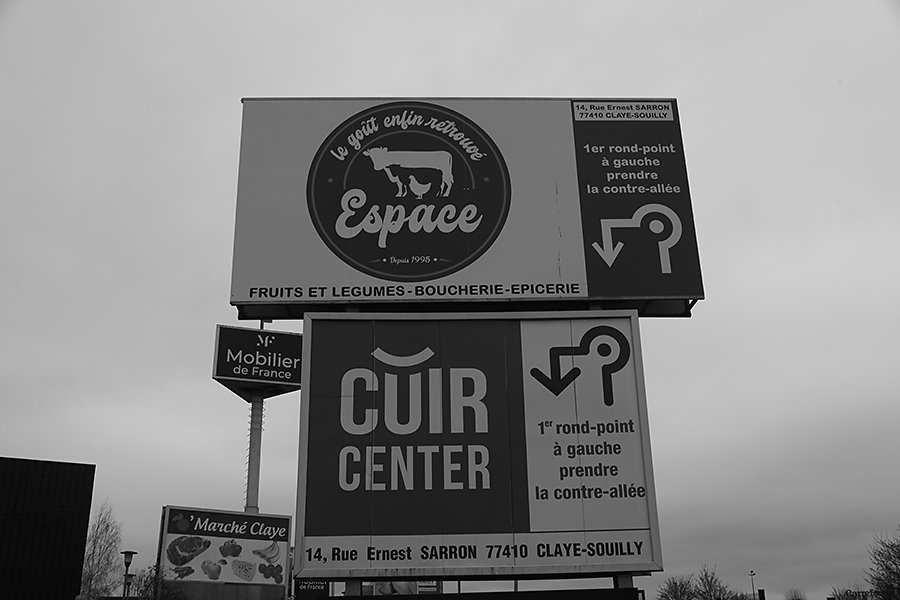 le goût enfin retrouvé
Espace
Depuis 1995
FRUITS ET LEGUMES-BOUCHERIE-EPICERIE
14, Rue Ernest SARRON
77410 CLAYE-SOUILLY
1er rond-point
à gauche
prendre
la contre-allée
MF
Mobilier
de France
CUIR
CENTER
1er rond-point
à gauche
prendre
la contre-allée
14, Rue Ernest SARRON 77410 CLAYE-SOUILLY
'Marché Claye
de France